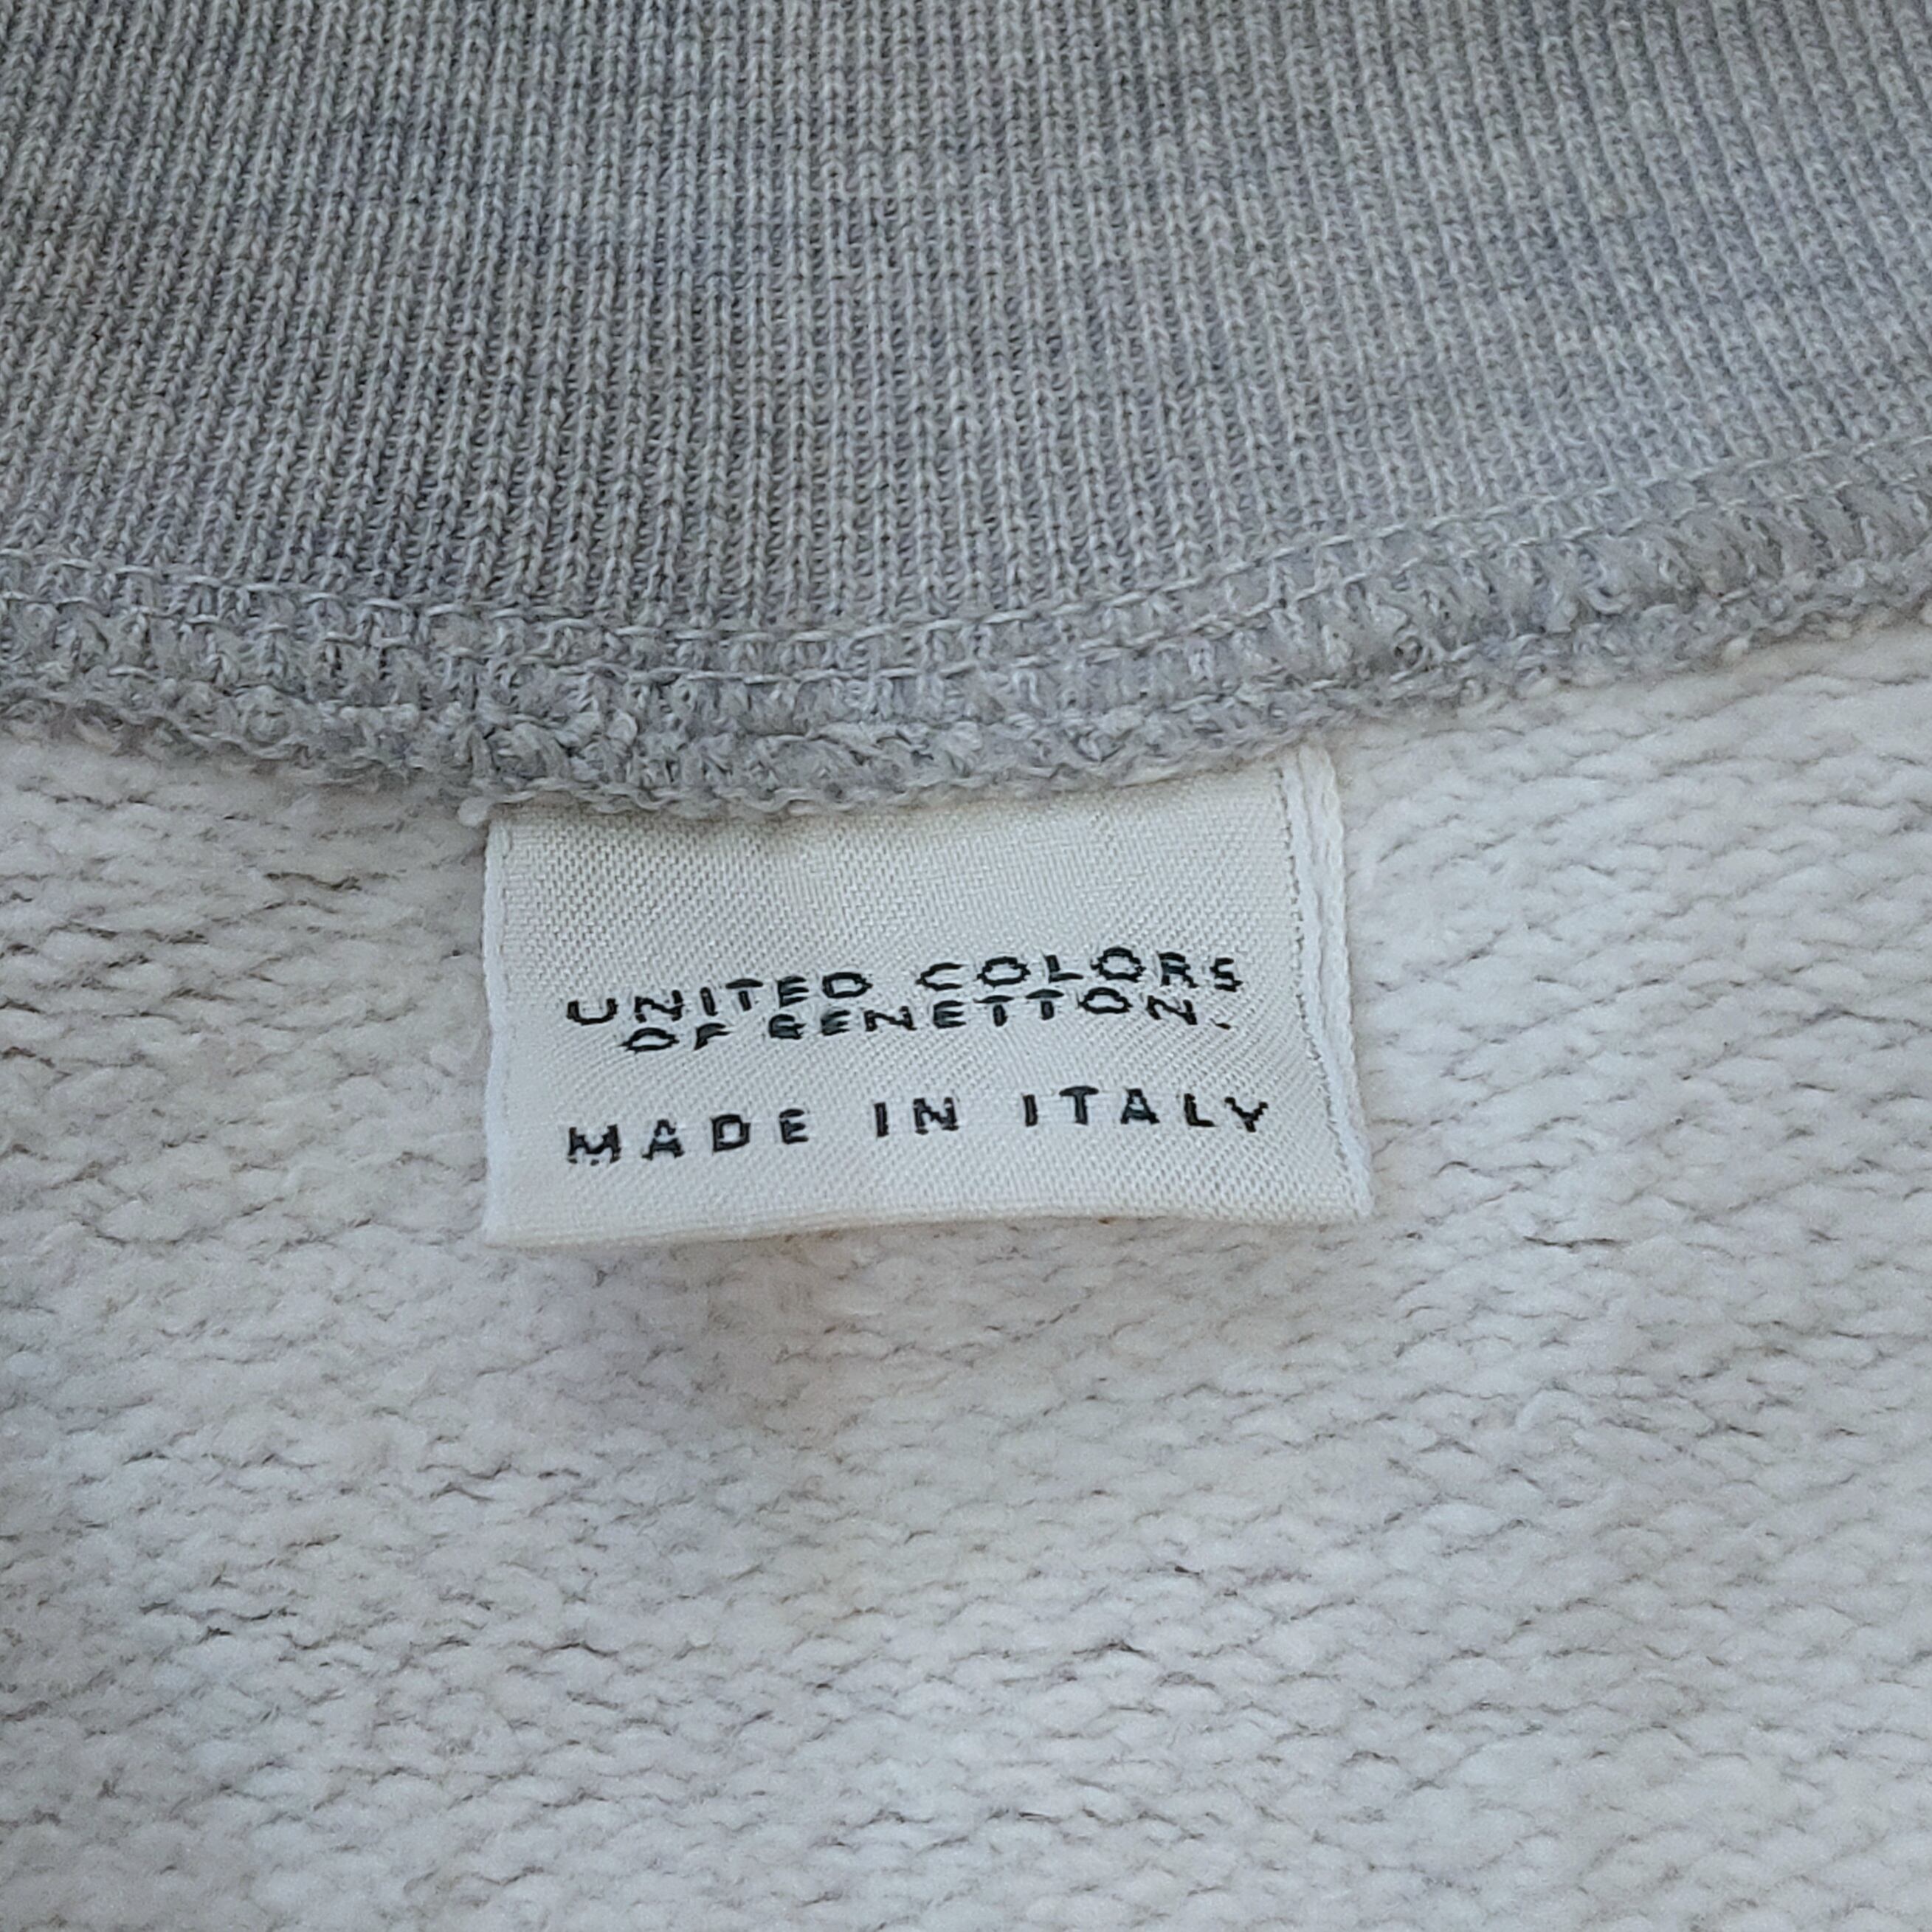 UNITED COLORS
OF BENETTON.
MADE IN ITALY